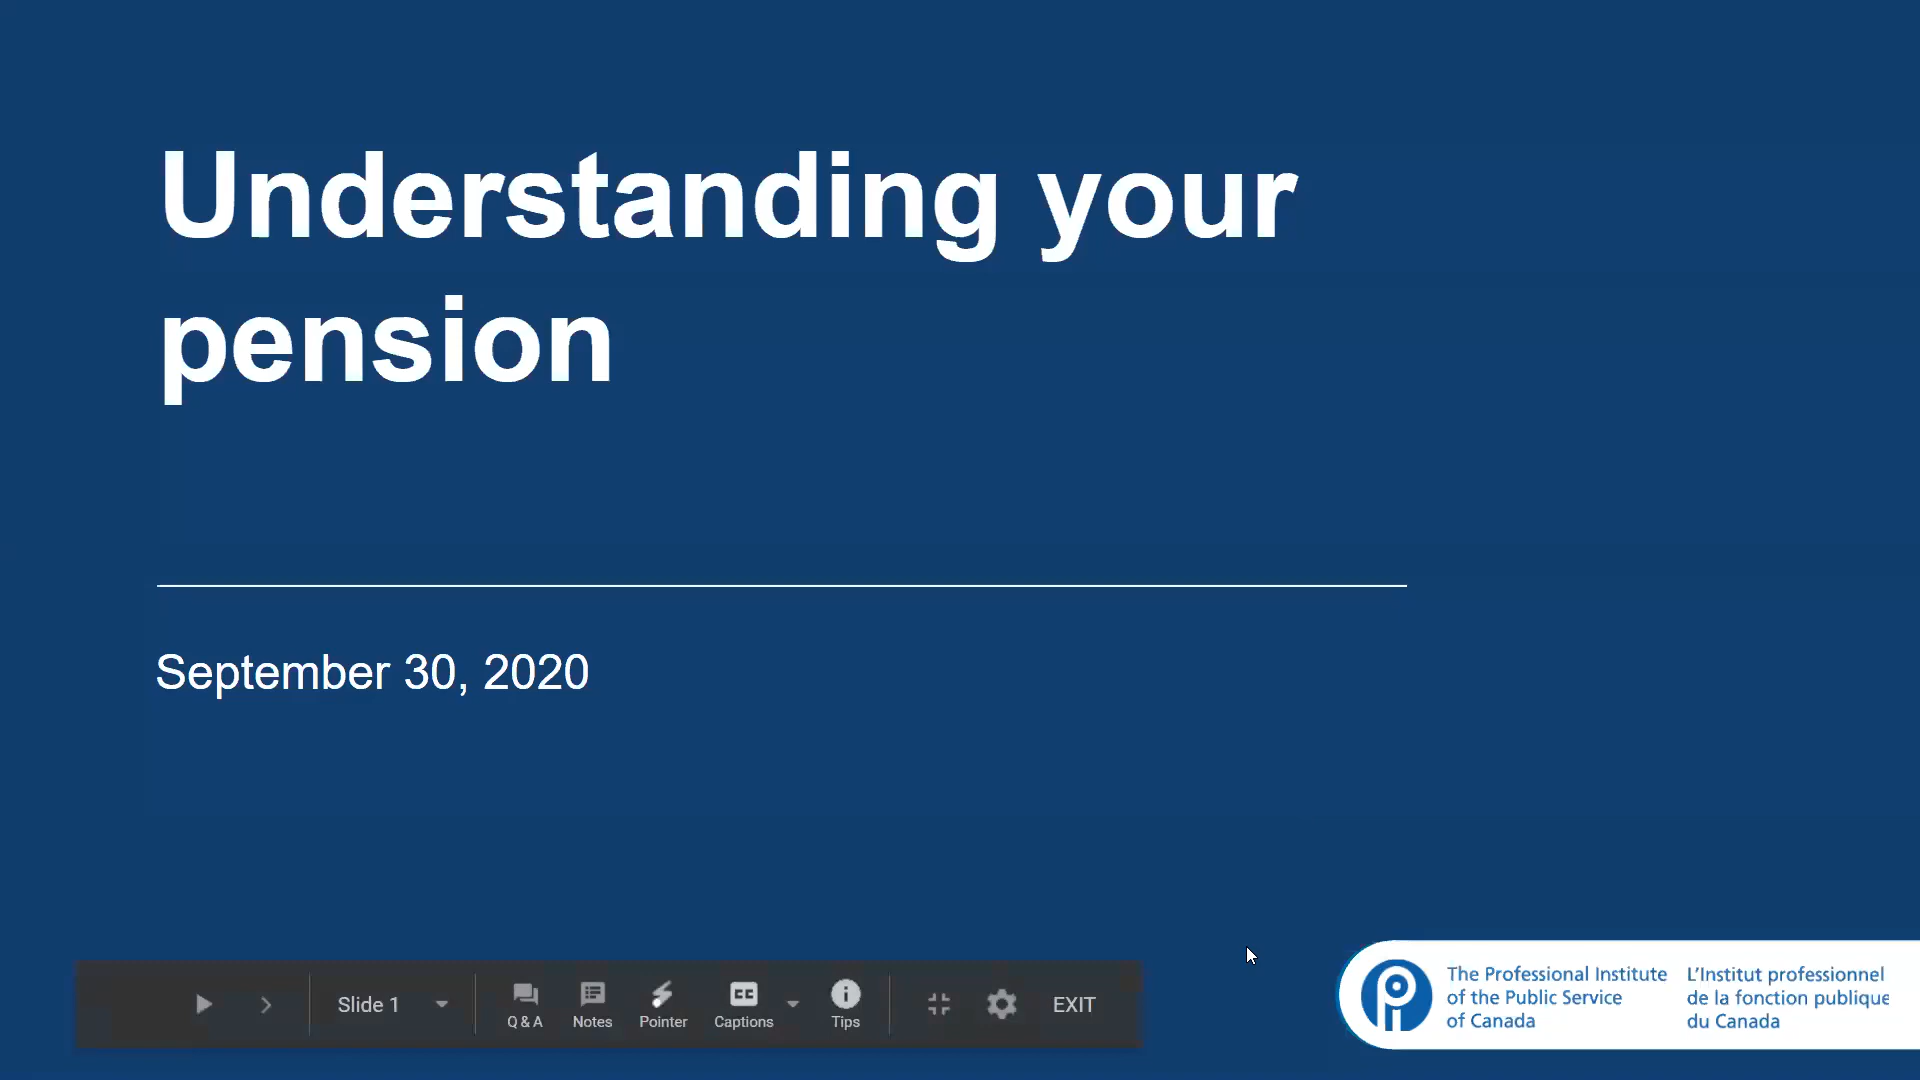 Understanding your
pension
September 30, 2020
Slide 1
Q & A
Notes
Pointer
CC
Captions
Tips
EXIT
The Professional Institute
of the Public Service
of Canada
L'Institut professionnel
de la fonction publique
du Canada